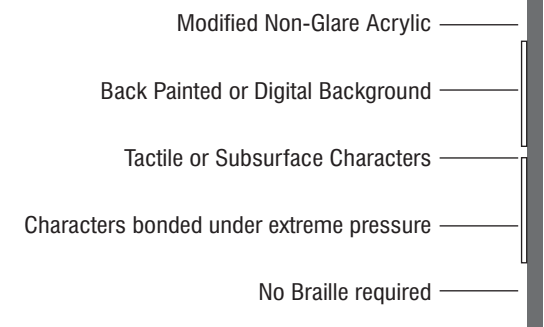 Modified Non-Glare Acrylic
Back Painted or Digital Background
Tactile or Subsurface Characters
Characters bonded under extreme pressure
No Braille required